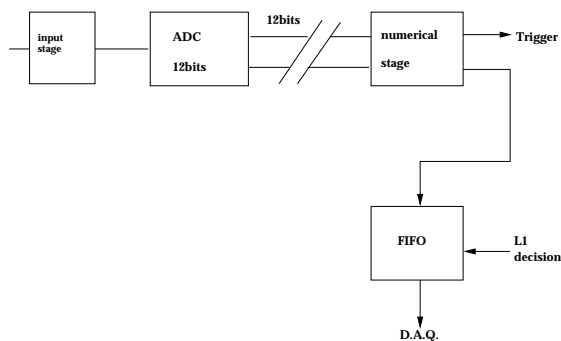 input
stage
ADC
12bits
12bits
numerical
stage
Trigger
FIFO
L1
decision
D.A.Q.